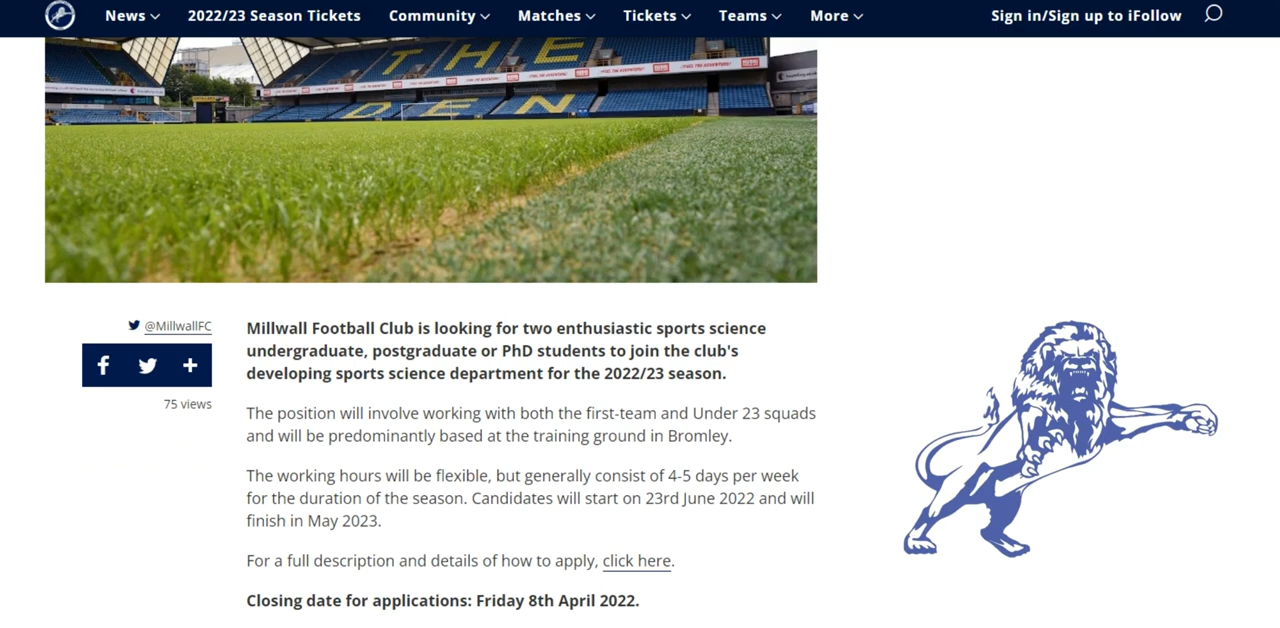 News
2022/23 Season Tickets
Community
Matches
Tickets
Teams
More
Sign in/Sign up to iFollow
THE
DEN
@MillwallFC
75 views
Millwall Football Club is looking for two enthusiastic sports science
undergraduate, postgraduate or PhD students to join the club's
developing sports science department for the 2022/23 season.
The position will involve working with both the first-team and Under 23 squads
and will be predominantly based at the training ground in Bromley.
The working hours will be flexible, but generally consist of 4-5 days per week
for the duration of the season. Candidates will start on 23rd June 2022 and will
finish in May 2023.
For a full description and details of how to apply, click here.
Closing date for applications: Friday 8th April 2022.